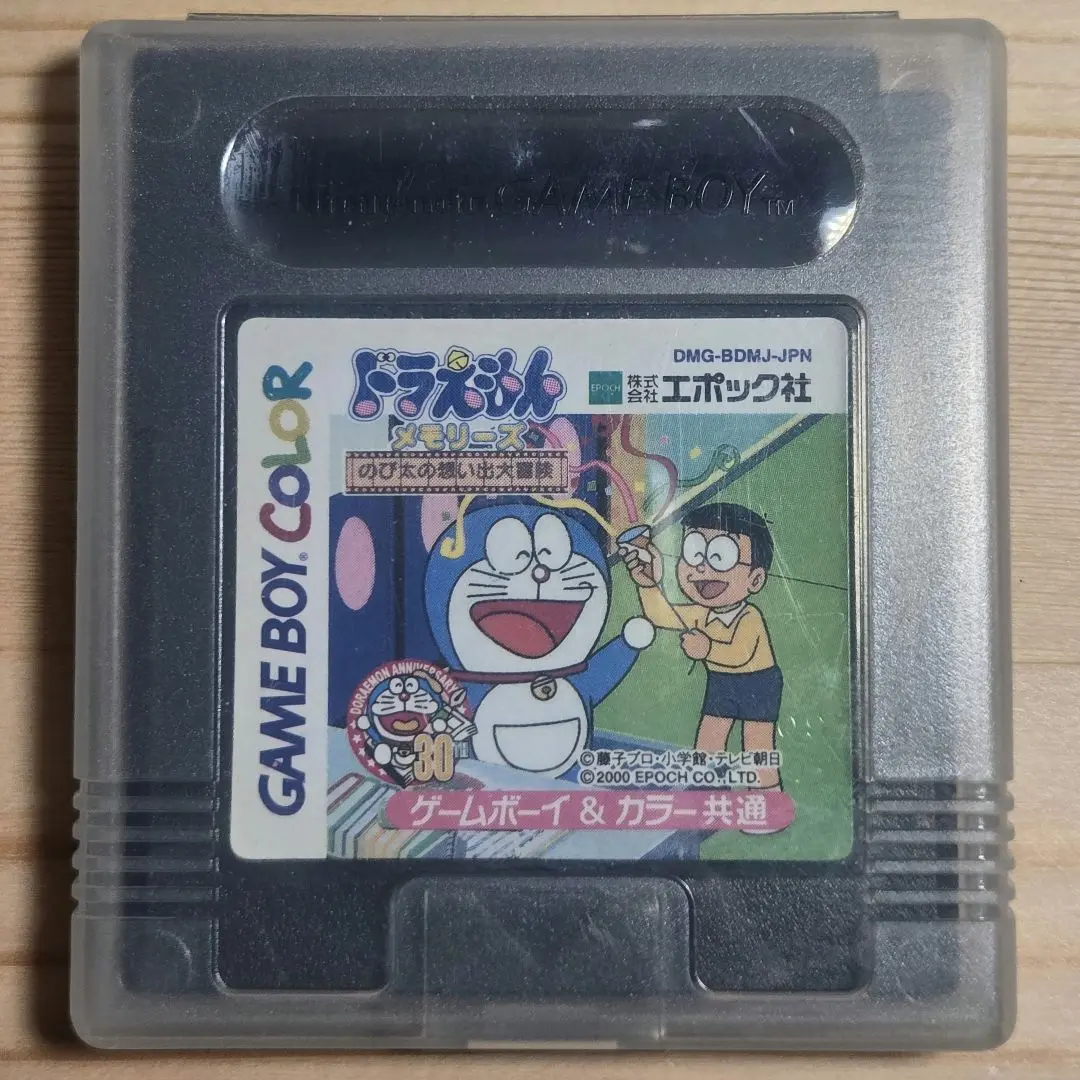 Nintendo GAME BOY TM
GAME BOY COLOR
ドラえもん
メモリーズ
のび太の想い出大冒険
DMG-BDMJ-JPN
EPOCH 株式会社 エポック社
DORAEMON ANNIVERSARY
30TH
©藤子プロ・小学館・テレビ朝日
©2000 EPOCH CO.,LTD.
ゲームボーイ & カラー共通